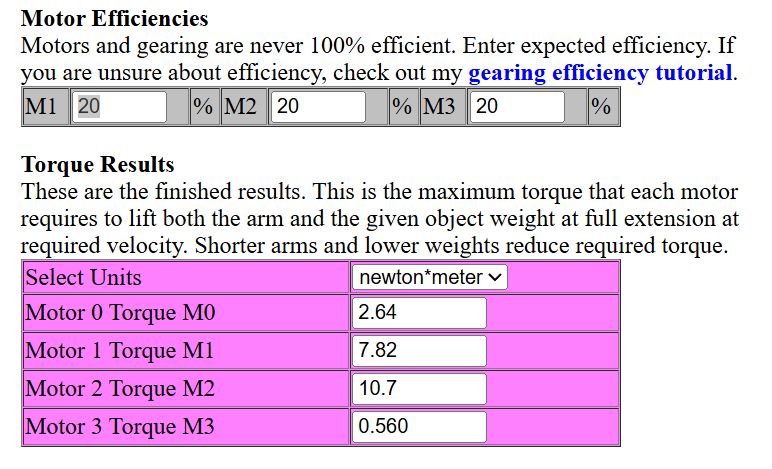 Motor Efficiencies
Motors and gearing are never 100% efficient. Enter expected efficiency. If
you are unsure about efficiency, check out my gearing efficiency tutorial.
M1 20 % M2 20 % M3 20 %
Torque Results
These are the finished results. This is the maximum torque that each motor
requires to lift both the arm and the given object weight at full extension at
required velocity. Shorter arms and lower weights reduce required torque.
Select Units newton*meter
Motor 0 Torque M0 2.64
Motor 1 Torque M1 7.82
Motor 2 Torque M2 10.7
Motor 3 Torque M3 0.560